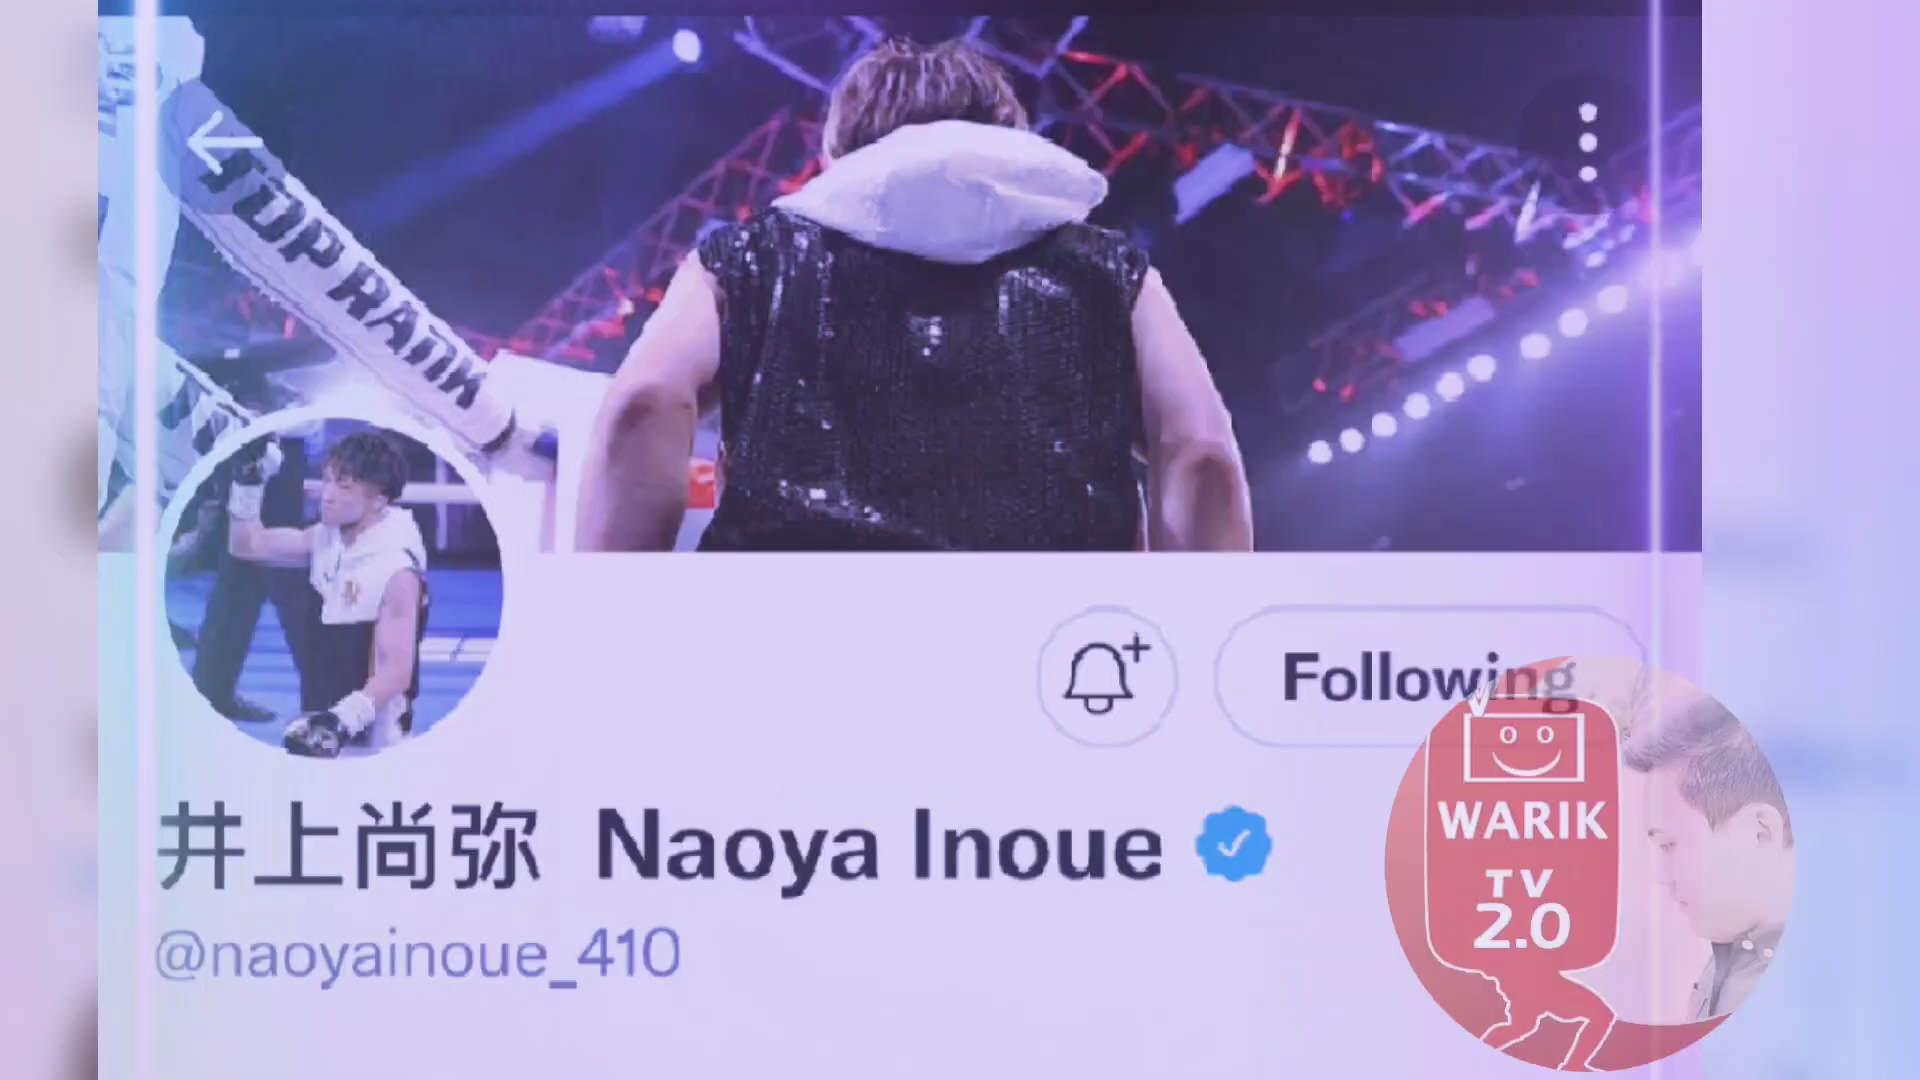 TOP RANK
Following
井上尚弥 Naoya Inoue
@naoyainoue_410
WARIK
TV
2.0